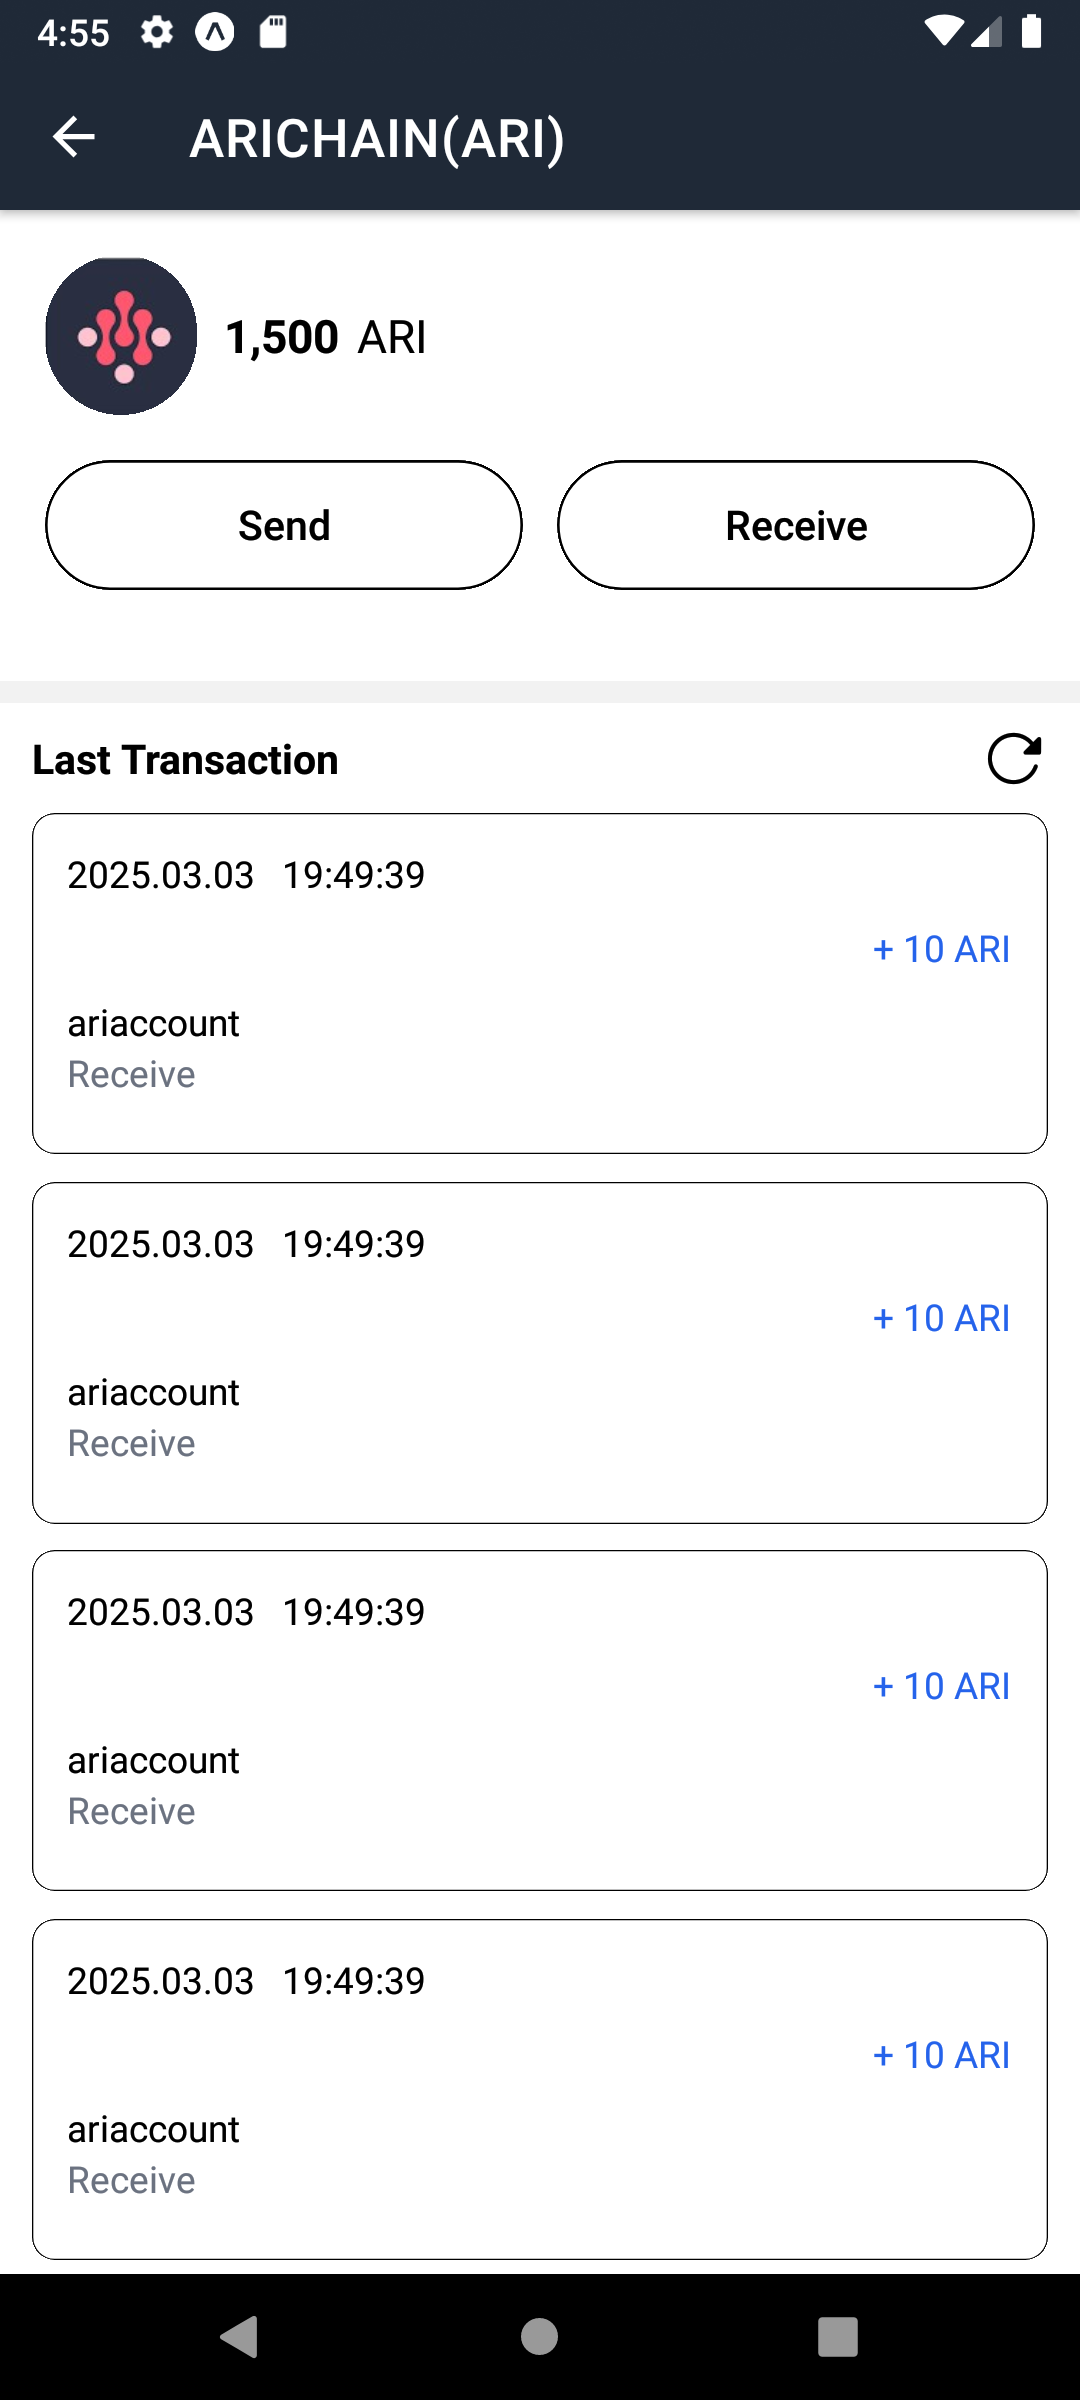 4:55
ARICHAIN(ARI)
1,500 ARI
Send Receive
Last Transaction
2025.03.03 19:49:39
+ 10 ARI
ariaccount
Receive
2025.03.03 19:49:39
+ 10 ARI
ariaccount
Receive
2025.03.03 19:49:39
+ 10 ARI
ariaccount
Receive
2025.03.03 19:49:39
+ 10 ARI
ariaccount
Receive